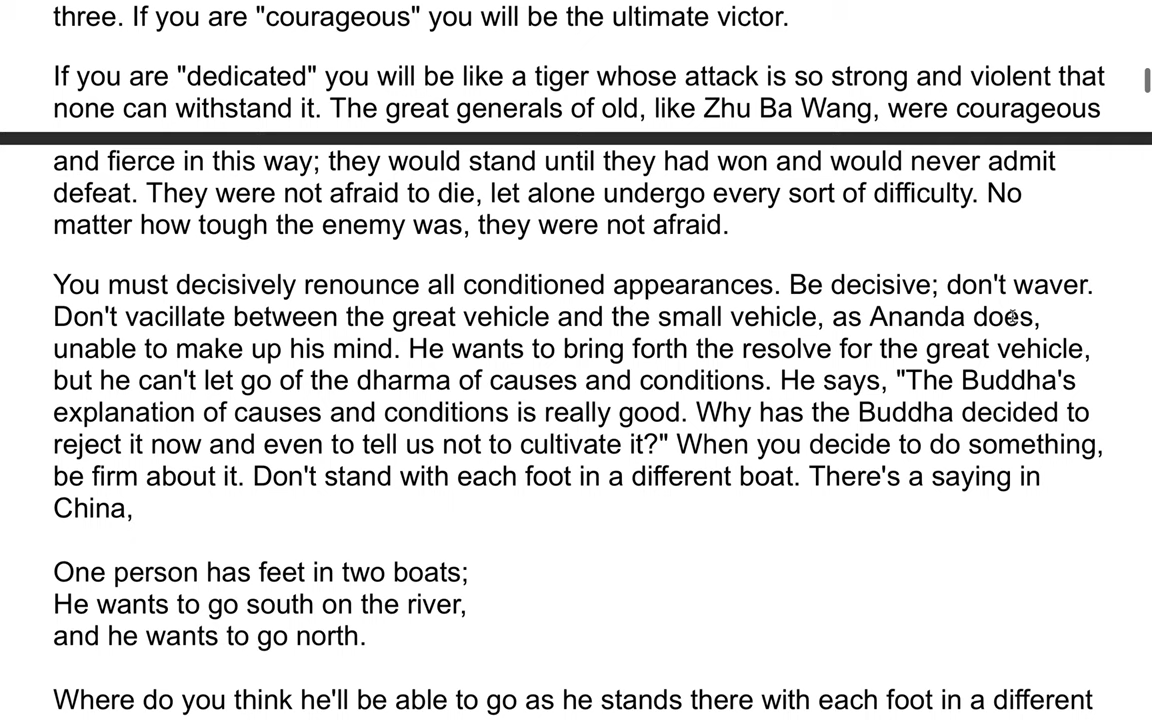 three. If you are "courageous" you will be the ultimate victor.
If you are "dedicated" you will be like a tiger whose attack is so strong and violent that
none can withstand it. The great generals of old, like Zhu Ba Wang, were courageous
and fierce in this way; they would stand until they had won and would never admit
defeat. They were not afraid to die, let alone undergo every sort of difficulty. No
matter how tough the enemy was, they were not afraid.
You must decisively renounce all conditioned appearances. Be decisive; don't waver.
Don't vacillate between the great vehicle and the small vehicle, as Ananda does,
unable to make up his mind. He wants to bring forth the resolve for the great vehicle,
but he can't let go of the dharma of causes and conditions. He says, "The Buddha's
explanation of causes and conditions is really good. Why has the Buddha decided to
reject it now and even to tell us not to cultivate it?" When you decide to do something,
be firm about it. Don't stand with each foot in a different boat. There's a saying in
China,
One person has feet in two boats;
He wants to go south on the river,
and he wants to go north.
Where do you think he'll be able to go as he stands there with each foot in a different